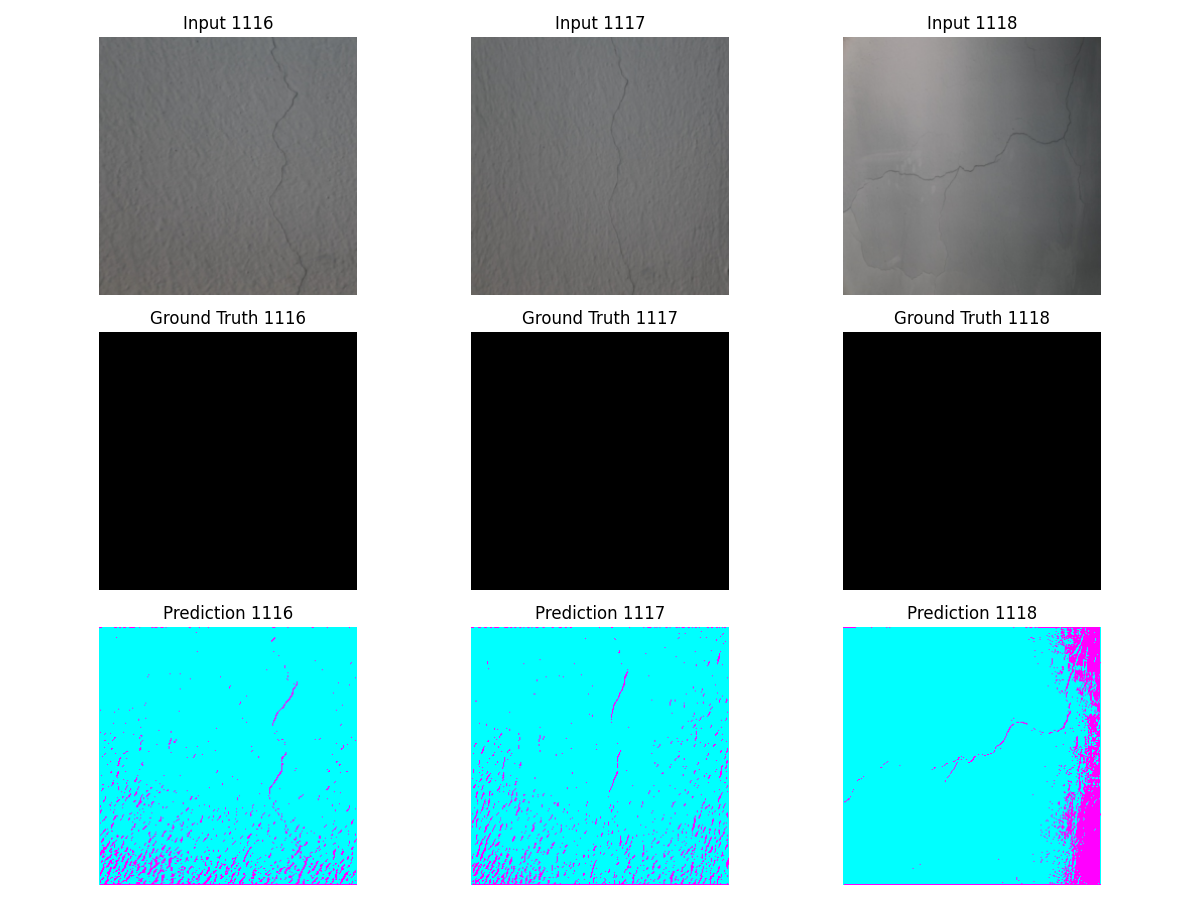 Input 1116
Input 1117
Input 1118
Ground Truth 1116
Ground Truth 1117
Ground Truth 1118
Prediction 1116
Prediction 1117
Prediction 1118